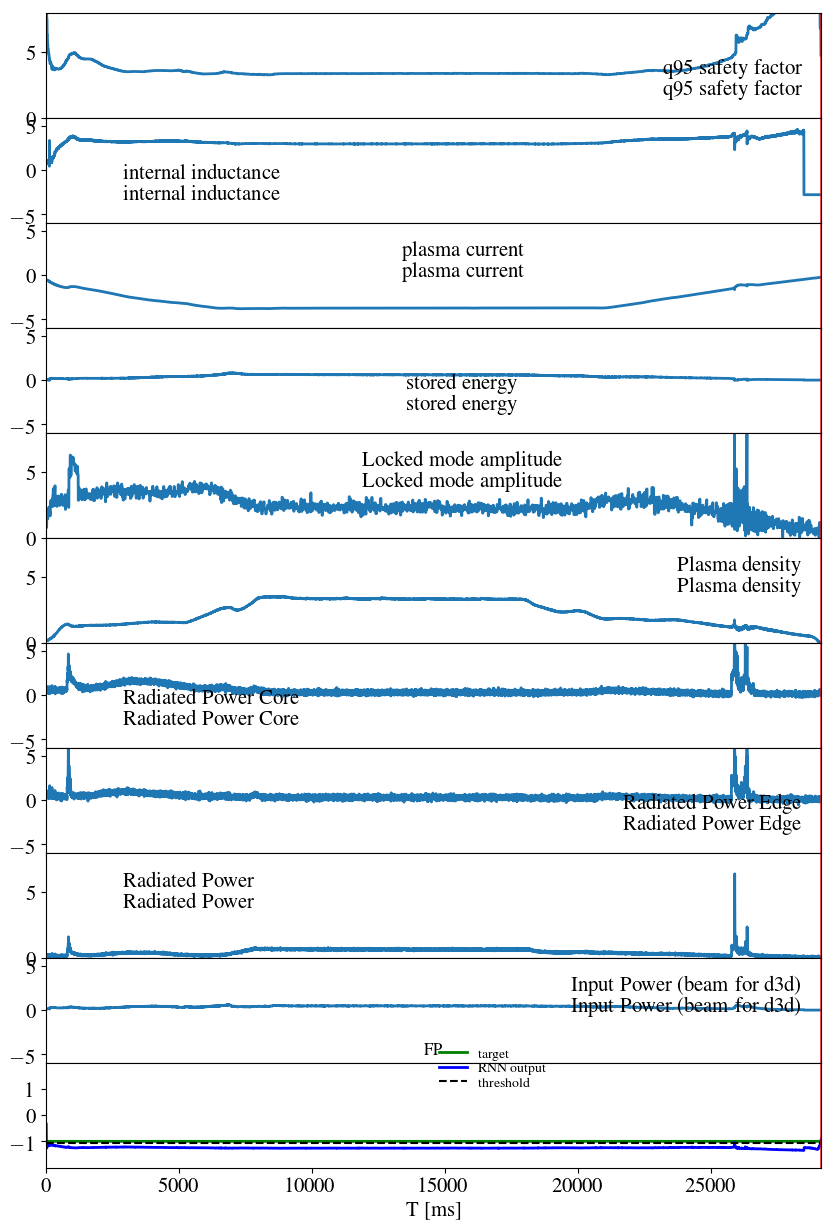 5
q95 safety factor
q95 safety factor
0
5
0
internal inductance
internal inductance
−5
5
plasma current
0
plasma current
−5
5
0
stored energy
stored energy
−5
Locked mode amplitude
5
Locked mode amplitude
0
Plasma density
5
Plasma density
0
5
0
Radiated Power Core
Radiated Power Core
−5
5
0
Radiated Power Edge
Radiated Power Edge
−5
Radiated Power
5
Radiated Power
0
5
Input Power (beam for d3d)
0
Input Power (beam for d3d)
−5
FP
target
RNN output
threshold
1
0
−1
0 5000 10000 15000 20000 25000
T [ms]